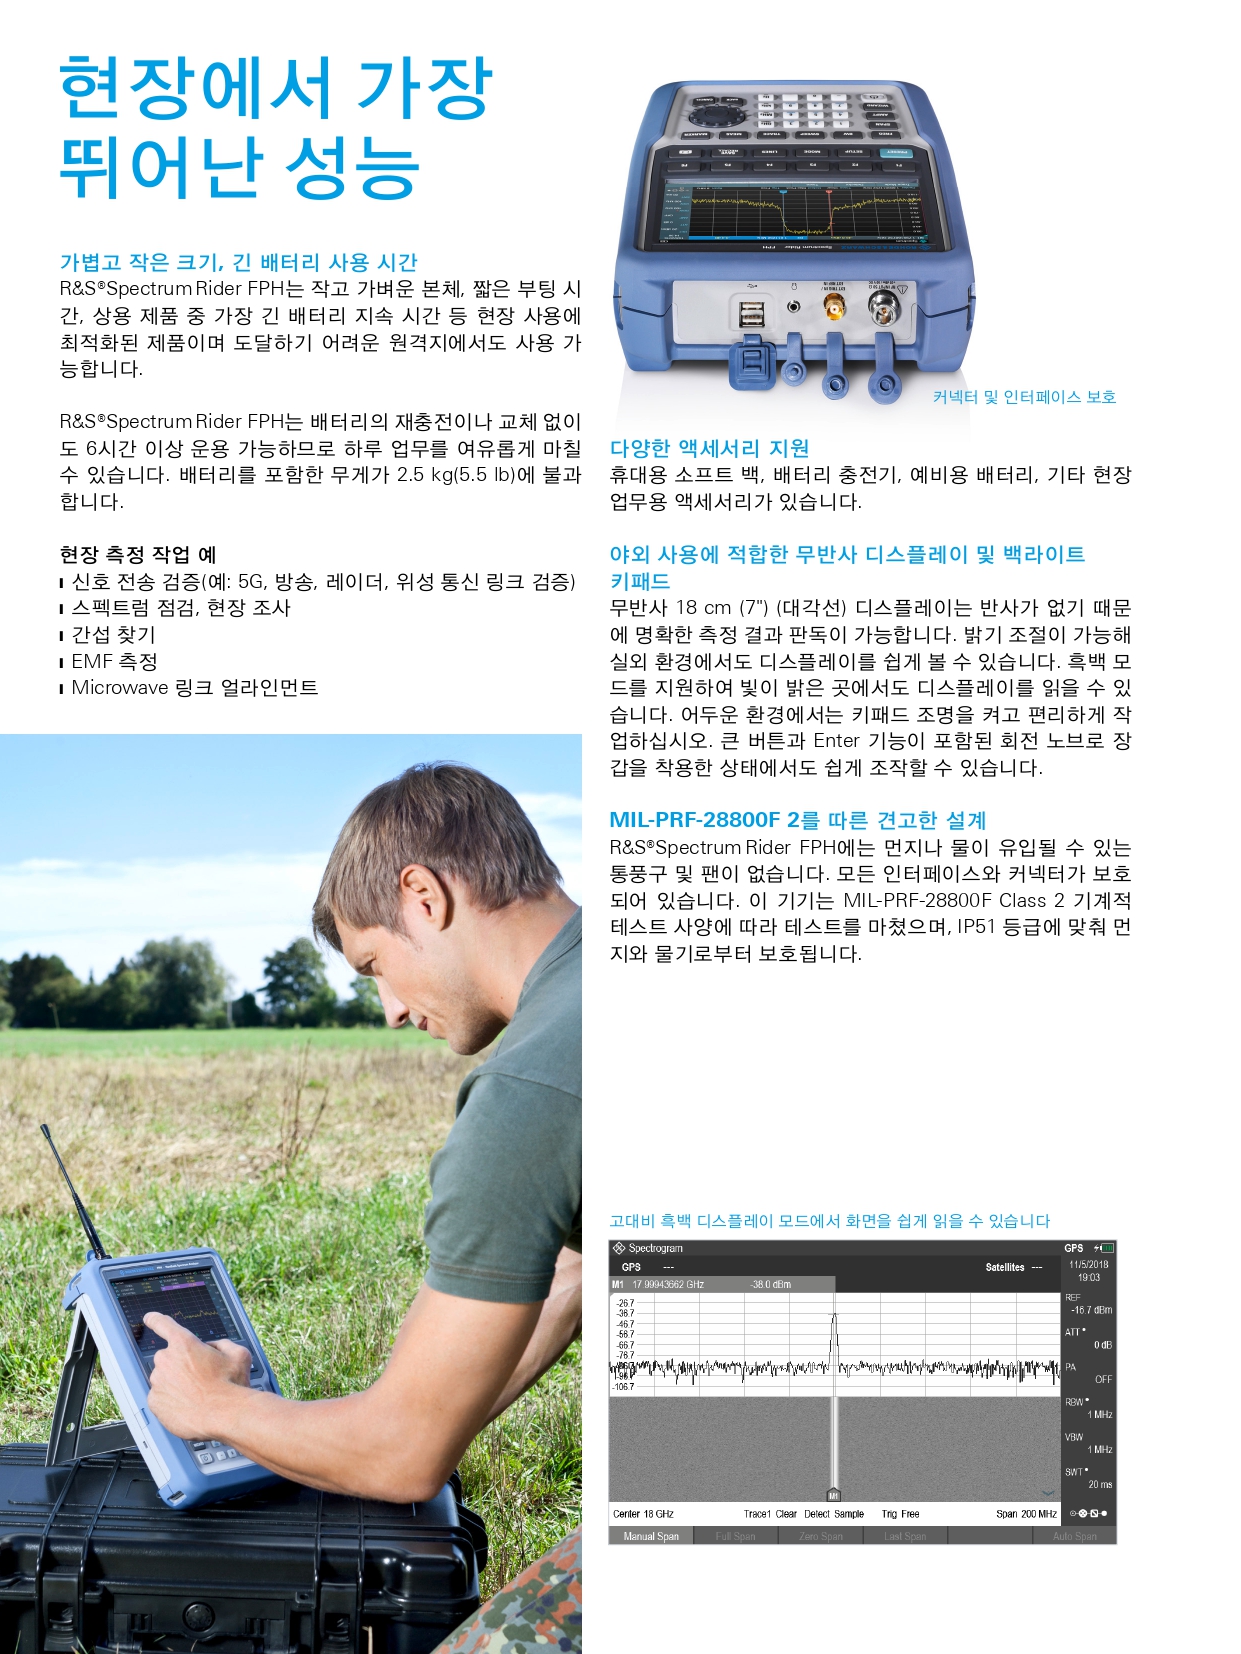 현장에서 가장
뛰어난 성능
가볍고 작은 크기, 긴 배터리 사용 시간
R&S®Spectrum Rider FPH는 작고 가벼운 본체, 짧은 부팅 시
간, 상용 제품 중 가장 긴 배터리 지속 시간 등 현장 사용에
최적화된 제품이며 도달하기 어려운 원격지에서도 사용 가
능합니다.
R&S®Spectrum Rider FPH는 배터리의 재충전이나 교체 없이
도 6시간 이상 운용 가능하므로 하루 업무를 여유롭게 마칠
수 있습니다. 배터리를 포함한 무게가 2.5 kg(5.5 lb)에 불과
합니다.
현장 측정 작업 예
신호 전송 검증(예: 5G, 방송, 레이더, 위성 통신 링크 검증)
스펙트럼 점검, 현장 조사
간섭 찾기
EMF 측정
Microwave 링크 얼라인먼트
커넥터 및 인터페이스 보호
다양한 액세서리 지원
휴대용 소프트 백, 배터리 충전기, 예비용 배터리, 기타 현장
업무용 액세서리가 있습니다.
야외 사용에 적합한 무반사 디스플레이 및 백라이트
키패드
무반사 18 cm (7") (대각선) 디스플레이는 반사가 없기 때문
에 명확한 측정 결과 판독이 가능합니다. 밝기 조절이 가능해
실외 환경에서도 디스플레이를 쉽게 볼 수 있습니다. 흑백 모
드를 지원하여 빛이 밝은 곳에서도 디스플레이를 읽을 수 있
습니다. 어두운 환경에서는 키패드 조명을 켜고 편리하게 작
업하십시오. 큰 버튼과 Enter 기능이 포함된 회전 노브로 장
갑을 착용한 상태에서도 쉽게 조작할 수 있습니다.
MIL-PRF-28800F 2를 따른 견고한 설계
R&S®Spectrum Rider FPH에는 먼지나 물이 유입될 수 있는
통풍구 및 팬이 없습니다. 모든 인터페이스와 커넥터가 보호
되어 있습니다. 이 기기는 MIL-PRF-28800F Class 2 기계적
테스트 사양에 따라 테스트를 마쳤으며, IP51 등급에 맞춰 먼
지와 물기로부터 보호됩니다.
고대비 흑백 디스플레이 모드에서 화면을 쉽게 읽을 수 있습니다
Spectrogram GPS
GPS --- Satellites --- 11/5/2018
19:03
M1 17.99943662 GHz -38.0 dBm
REF
-16.7 dBm
ATT
0 dB
PA
OFF
RBW
1 MHz
VBW
1 MHz
SWT
20 ms
-26.7
-36.7
-46.7
-56.7
-66.7
-76.7
-106.7
M1
Center 18 GHz Trace1 Clear Detect Sample Trig Free Span 200 MHz
Manual Span Full Span Zero Span Last Span Auto Span